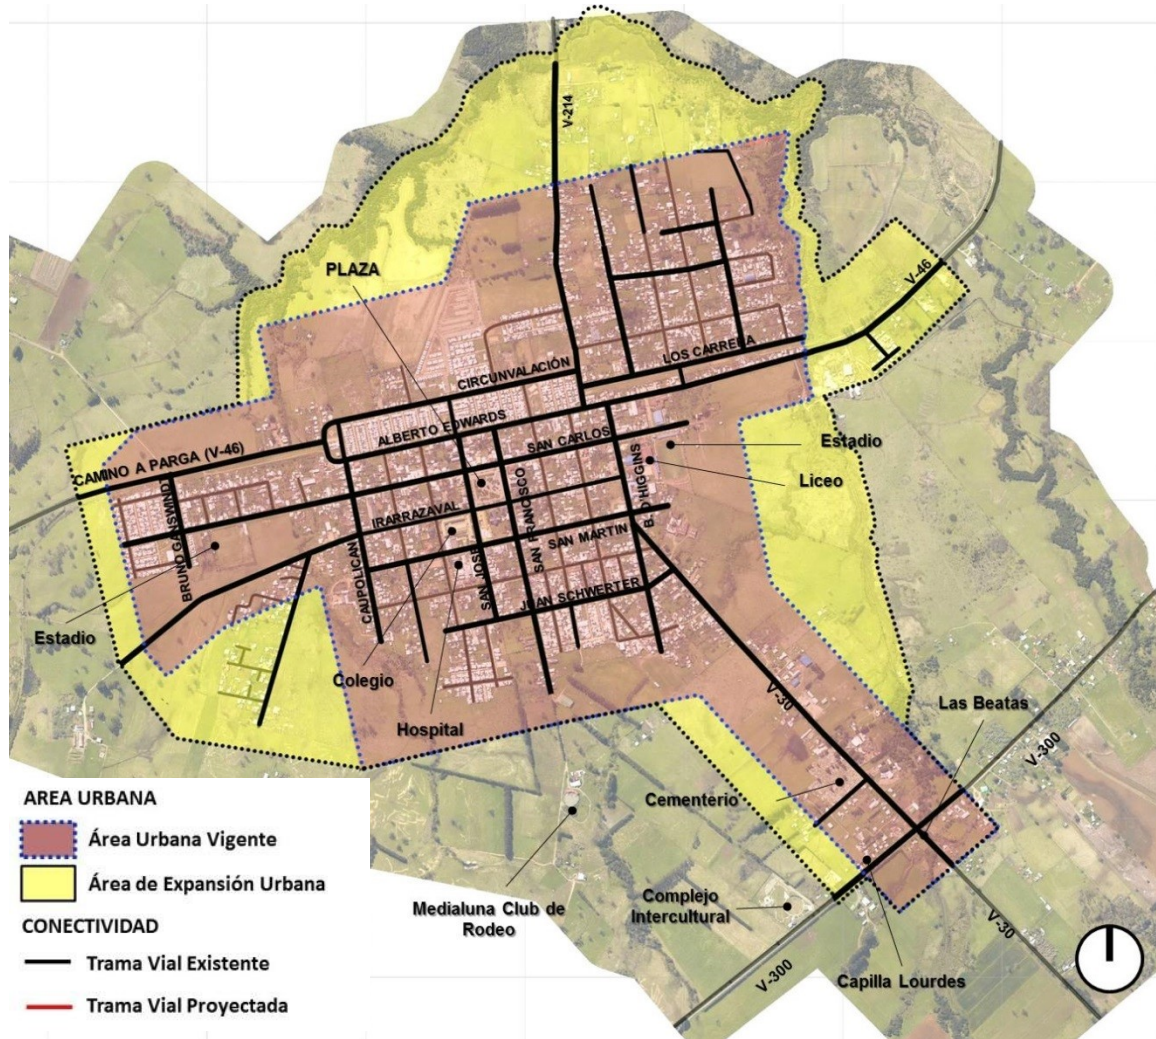 V-214
PLAZA
V-46
CIRCUNVALACIÓN
LOS CARRERA
ALBERTO EDWARDS
SAN CARLOS
Estadio
CAMINO A PARGA (V-46)
B. O'HIGGINS
Liceo
BRUNO GANSWINDT
IRARRAZAVAL
SAN FRANCISCO
SAN MARTIN
CAUPOLICAN
SAN JOSE
JUAN SCHWERTER
Estadio
Colegio
V-30
Las Beatas
Hospital
V-300
AREA URBANA
Cementerio
Área Urbana Vigente
Área de Expansión Urbana
Complejo
Intercultural
Medialuna Club de
Rodeo
CONECTIVIDAD
V-30
Trama Vial Existente
V-300
Capilla Lourdes
Trama Vial Proyectada